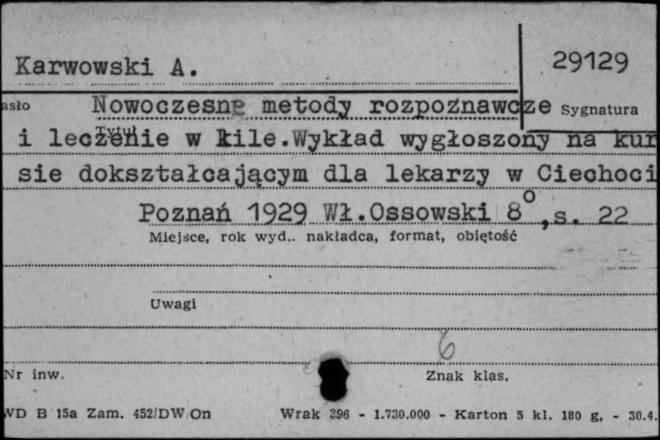 Karwowski A.
29129
asło
Nowoczesne metody rozpoznawcze
Sygnatura
Tytuł
i leczenie w kile.Wykład wygłoszony na kur
sie dokształcającym dla lekarzy w Ciechoci
Poznań 1929 Wł.Ossowski 8°,s. 22
Miejsce, rok wyd.. nakładca, format, objętość
Uwagi
6
Nr inw.
Znak klas.
WD B 15a Zam. 452/DW On Wrak 396 - 1.730.000 - Karton 5 kl. 180 g, - 30.4.